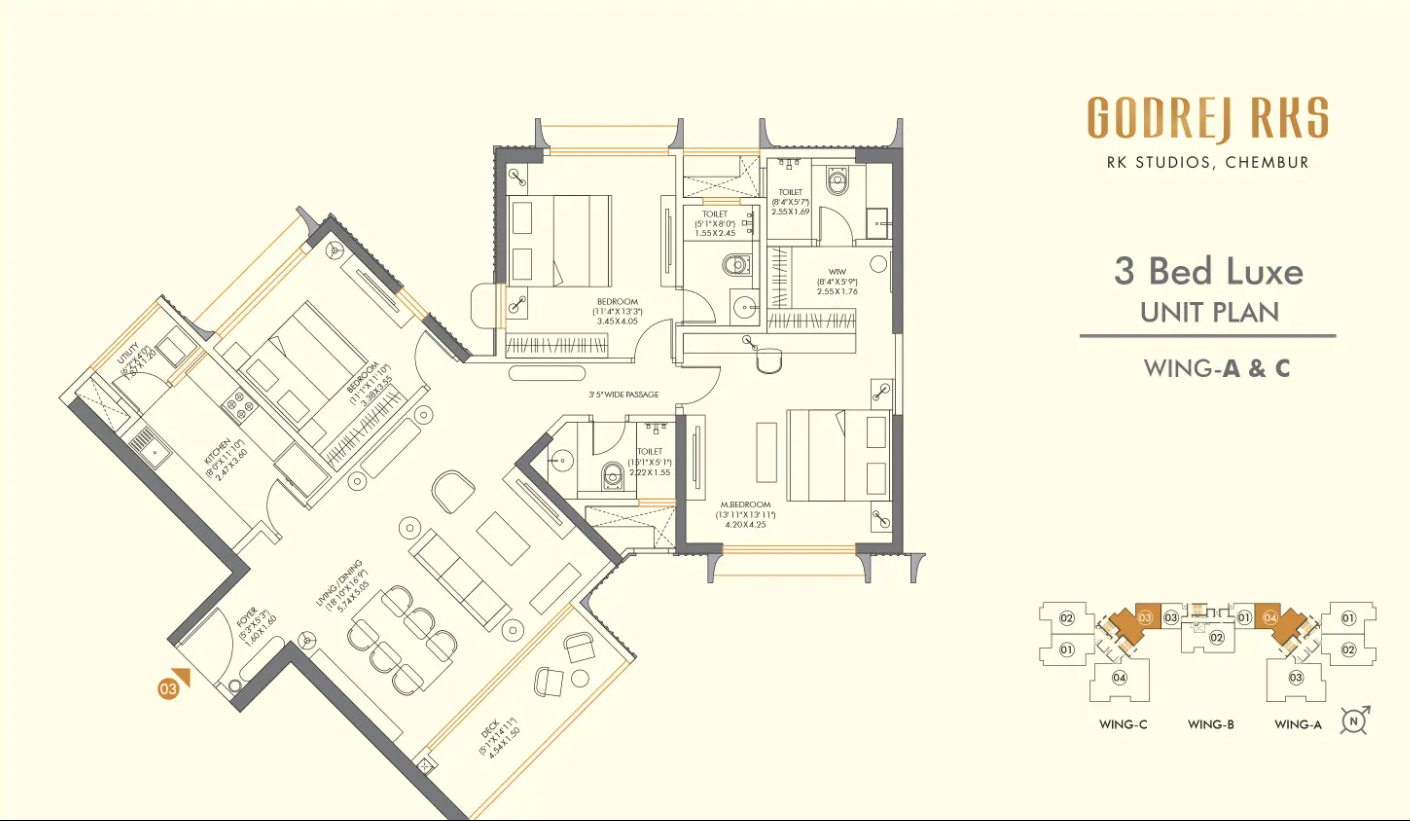 GODREJ RKS
RK STUDIOS, CHEMBUR
3 Bed Luxe
UNIT PLAN
WING-A & C
TOILET
(8'4"X5'7")
2.55X1.69
TOILET
(5'1"X8'0")
1.55X2.45
WIW
(8'4"X5'9")
2.55X1.76
BEDROOM
(11'4"X13'3")
3.45X4.05
UTILITY
(6'2"X4'0")
1.87X1.20
BEDROOM
(11'1"X11'10")
3.38X3.55
3'5" WIDE PASSAGE
KITCHEN
(8'0"X11'10")
2.47X3.60
TOILET
(15'1"X5'1")
2.22X1.55
M.BEDROOM
(13'11"X13'11")
4.20X4.25
LIVING/DINING
(18'10"X16'9")
5.74X5.05
FOYER
(5'3"X5'3")
1.60X1.60
03
DECK
(5'1"X14'11")
4.54X1.50
02 03 03 01 04 01
01 02 02
04 03
WING-C WING-B WING-A N